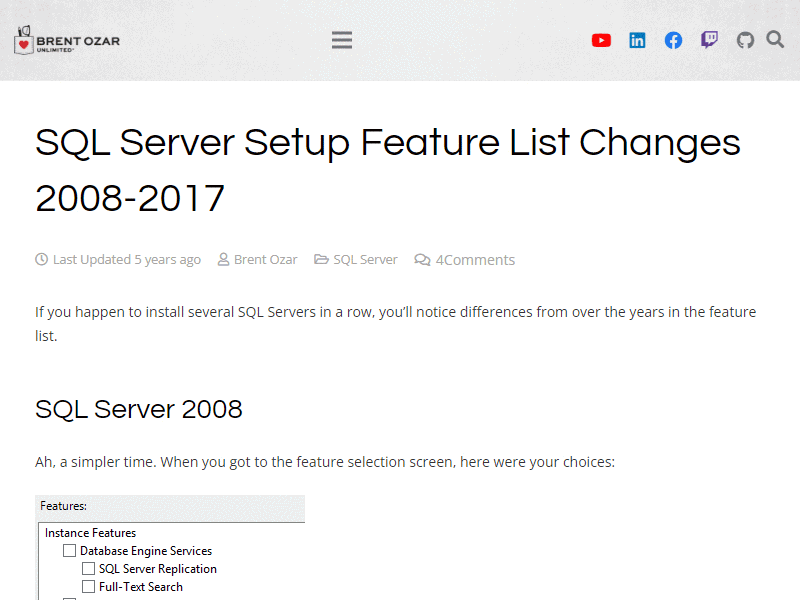 BRENT OZAR
UNLIMITED®
SQL Server Setup Feature List Changes
2008-2017
Last Updated 5 years ago Brent Ozar SQL Server 4Comments
If you happen to install several SQL Servers in a row, you’ll notice differences from over the years in the feature
list.
SQL Server 2008
Ah, a simpler time. When you got to the feature selection screen, here were your choices:
Features:
Instance Features
Database Engine Services
SQL Server Replication
Full-Text Search